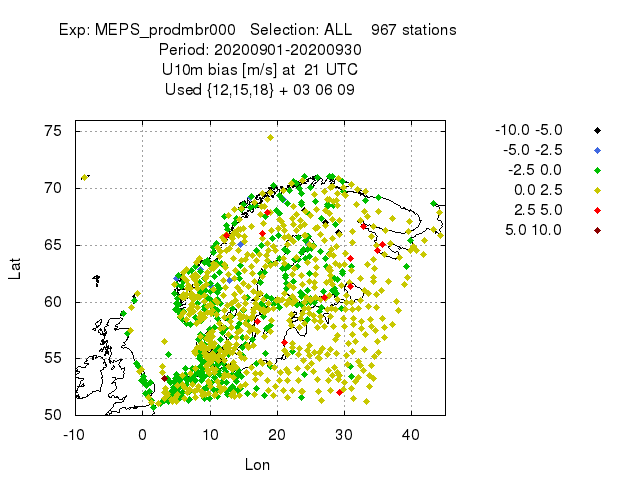 Exp: MEPS_prodmbr000   Selection: ALL    967 stations
Period: 20200901-20200930
U10m bias [m/s] at  21 UTC
Used {12,15,18} + 03 06 09
-10.0 -5.0
-5.0 -2.5
-2.5 0.0
0.0 2.5
2.5 5.0
5.0 10.0
75
70
65
60
55
50
Lat
-10 0 10 20 30 40
Lon